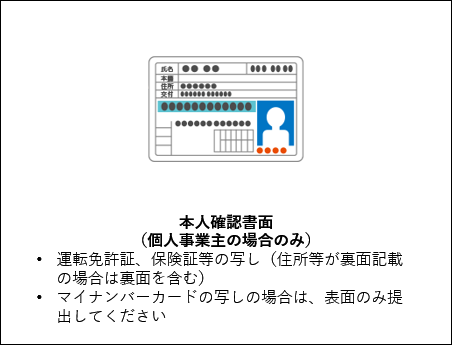 氏名
本籍
住所
交付
本人確認書面
（個人事業主の場合のみ）
• 運転免許証、保険証等の写し（住所等が裏面記載
の場合は裏面を含む）
• マイナンバーカードの写しの場合は、表面のみ提
出してください